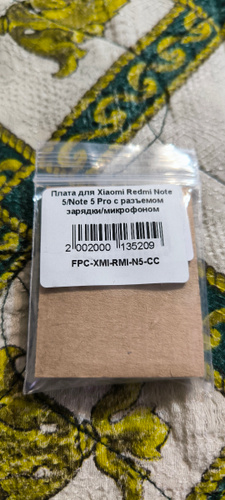 Плата для Xiaomi Redmi Note
5/Note 5 Pro с разъемом
зарядки/микрофоном
2 002000 135209
FPC-XMI-RMI-N5-CC